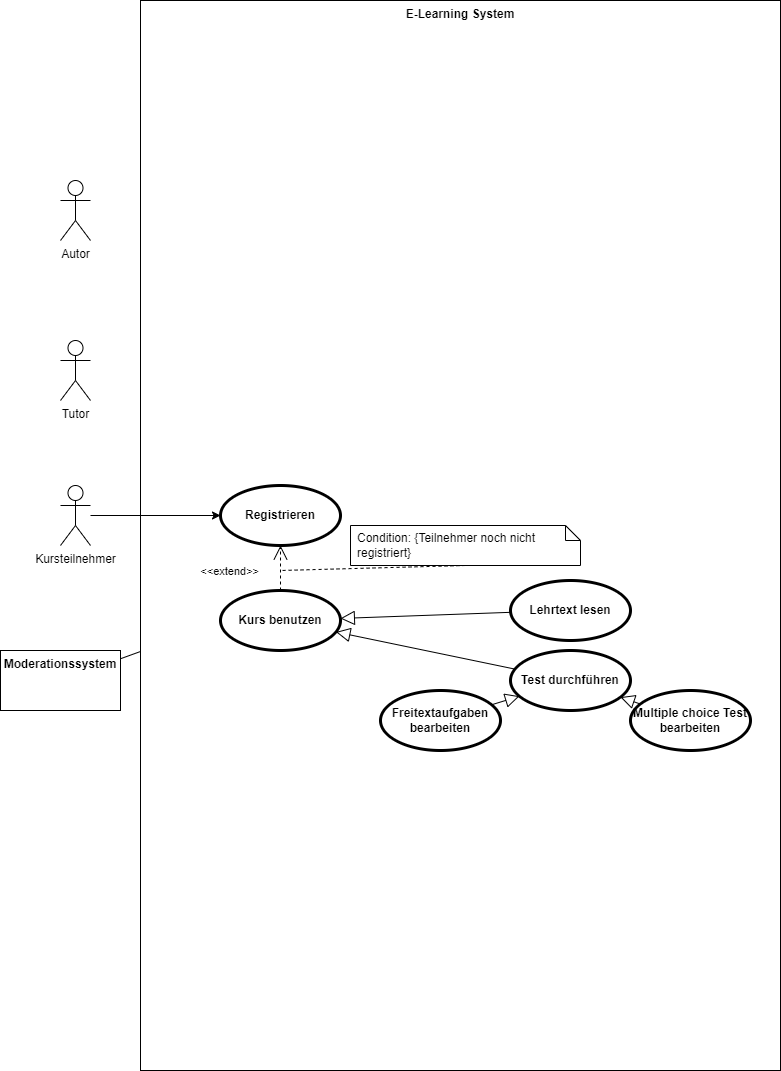 E-Learning System
Autor
Tutor
Kursteilnehmer
Registrieren
Condition: {Teilnehmer noch nicht
registriert}
<<extend>>
Kurs benutzen
Lehrtext lesen
Moderationssystem
Test durchführen
Freitextaufgaben
bearbeiten
Multiple choice Test
bearbeiten